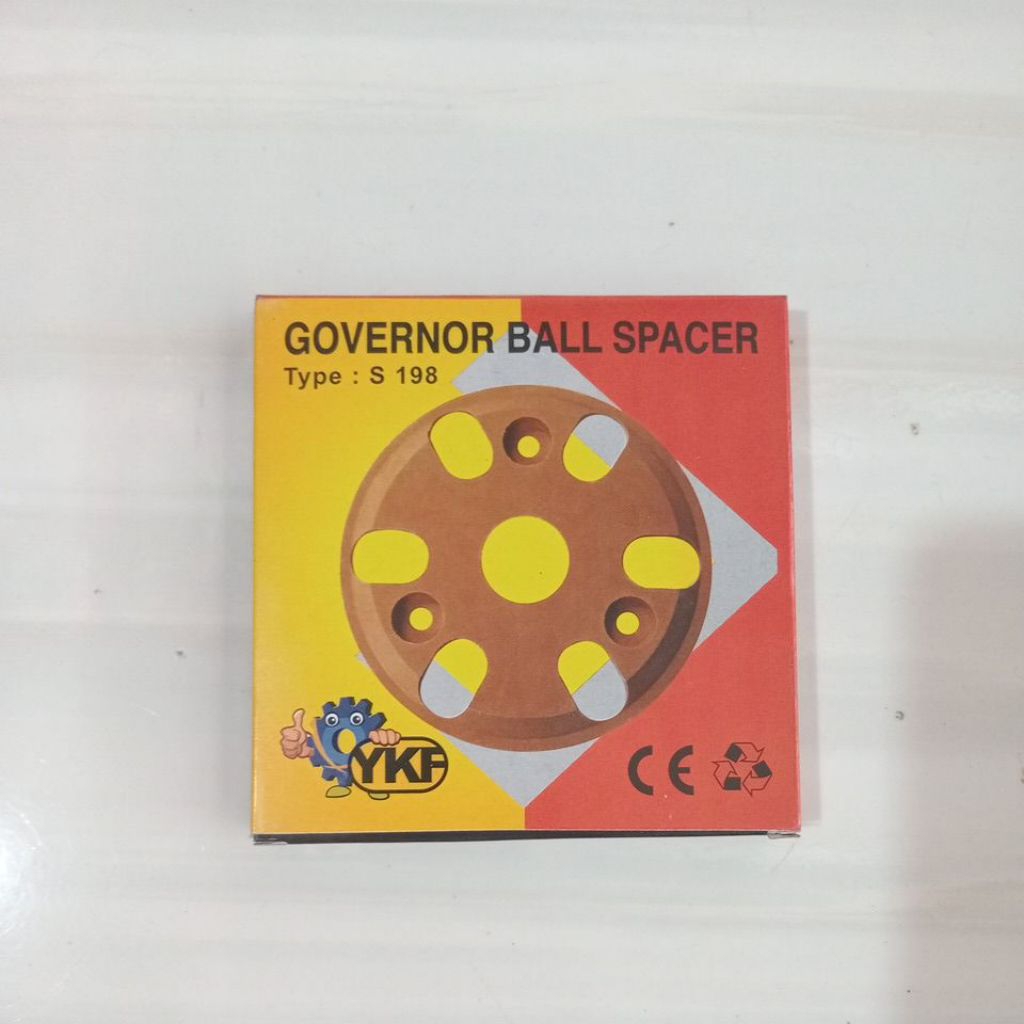 GOVERNOR BALL SPACER
Type : S 198
YKF
CE